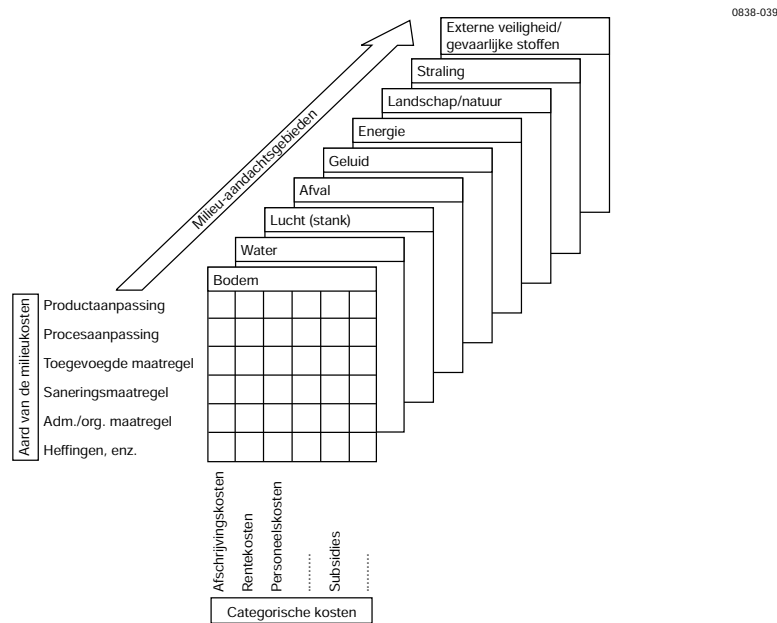 0838-039
Externe veiligheid/
gevaarlijke stoffen
Straling
Landschap/natuur
Energie
Geluid
Afval
Lucht (stank)
Water
Bodem
Milieu-aandachtsgebieden
Aard van de milieukosten
Productaanpassing
Procesaanpassing
Toegevoegde maatregel
Saneringsmaatregel
Adm./org. maatregel
Heffingen, enz.
Afschrijvingskosten
Rentekosten
Personeelskosten
..........
Subsidies
..........
Categorische kosten